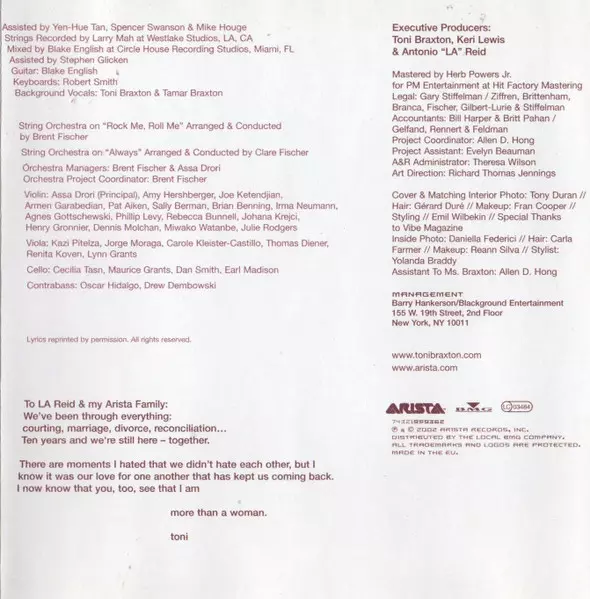 Assisted by Yen-Hue Tan, Spencer Swanson & Mike Houge
Strings Recorded by Larry Mah at Westlake Studios, LA, CA
Mixed by Blake English at Circle House Recording Studios, Miami, FL
Assisted by Stephen Glicken
Guitar: Blake English
Keyboards: Robert Smith
Background Vocals: Toni Braxton & Tamar Braxton
String Orchestra on "Rock Me, Roll Me" Arranged & Conducted
by Brent Fischer
String Orchestra on "Always" Arranged & Conducted by Clare Fischer
Orchestra Managers: Brent Fischer & Assa Drori
Orchestra Project Coordinator: Brent Fischer
Violin: Assa Drori (Principal), Amy Hershberger, Joe Ketendjian,
Armen Garabedian, Pat Aiken, Sally Berman, Brian Benning, Irma Neumann,
Agnes Gottschewski, Phillip Levy, Rebecca Bunnell, Johana Krejci,
Henry Gronnier, Dennis Molchan, Miwako Watanbe, Julie Rodgers
Viola: Kazi Pitelza, Jorge Moraga, Carole Kleister-Castillo, Thomas Diener,
Renita Koven, Lynn Grants
Cello: Cecilia Tasn, Maurice Grants, Dan Smith, Earl Madison
Contrabass: Oscar Hidalgo, Drew Dembowski
Lyrics reprinted by permission. All rights reserved.
To LA Reid & my Arista Family:
We've been through everything:
courting, marriage, divorce, reconciliation...
Ten years and we're still here – together.
There are moments I hated that we didn't hate each other, but I
know it was our love for one another that has kept us coming back.
I now know that you, too, see that I am
more than a woman.
toni
Executive Producers:
Toni Braxton, Keri Lewis
& Antonio "LA" Reid
Mastered by Herb Powers Jr.
for PM Entertainment at Hit Factory Mastering
Legal: Gary Stiffelman / Ziffren, Brittenham,
Branca, Fischer, Gilbert-Lurie & Stiffelman
Accountants: Bill Harper & Britt Pahan /
Gelfand, Rennert & Feldman
Project Coordinator: Allen D. Hong
Project Assistant: Evelyn Beauman
A&R Administrator: Theresa Wilson
Art Direction: Richard Thomas Jennings
Cover & Matching Interior Photo: Tony Duran //
Hair: Gérard Duré // Makeup: Fran Cooper //
Styling // Emil Wilbekin // Special Thanks
to Vibe Magazine
Inside Photo: Daniella Federici // Hair: Carla
Farmer // Makeup: Reann Silva // Stylist:
Yolanda Braddy
Assistant To Ms. Braxton: Allen D. Hong
MANAGEMENT
Barry Hankerson/Blackground Entertainment
155 W. 19th Street, 2nd Floor
New York, NY 10011
www.tonibraxton.com
www.arista.com
ARISTA. BMG LC 03484
℗ & © 2002 ARISTA RECORDS, INC.
DISTRIBUTED BY THE LOCAL BMG COMPANY.
ALL TRADEMARKS AND LOGOS ARE PROTECTED.
MADE IN THE EU.